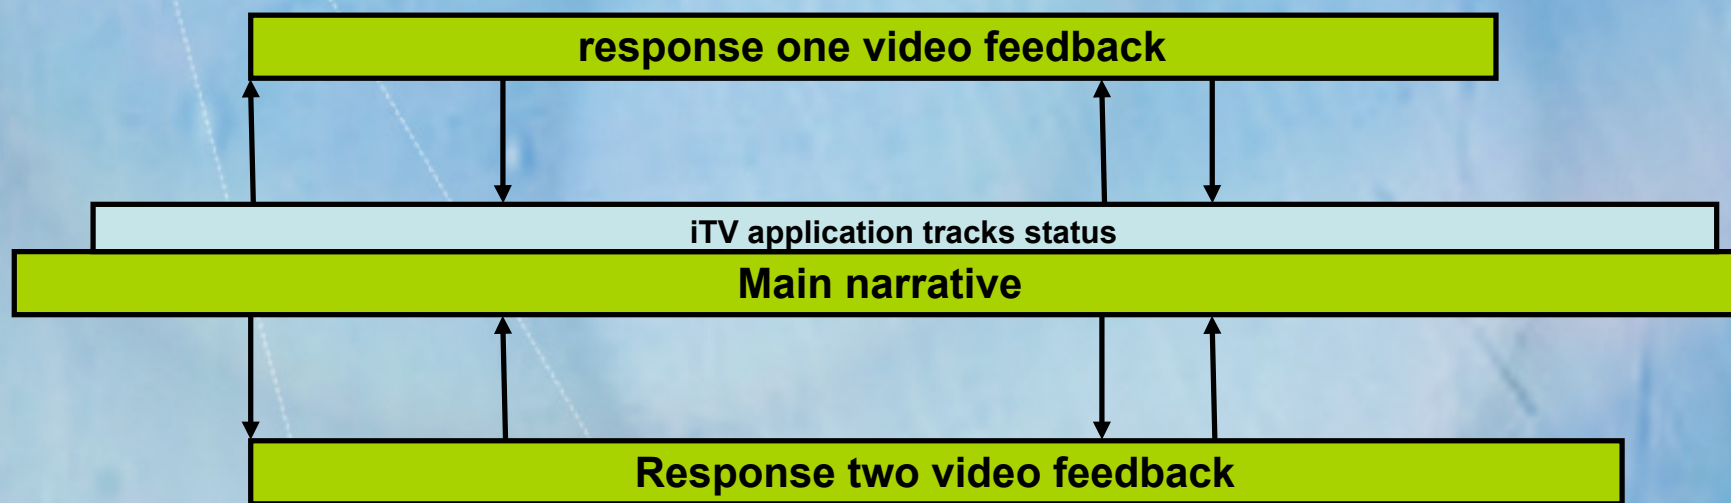 response one video feedback
iTV application tracks status
Main narrative
Response two video feedback